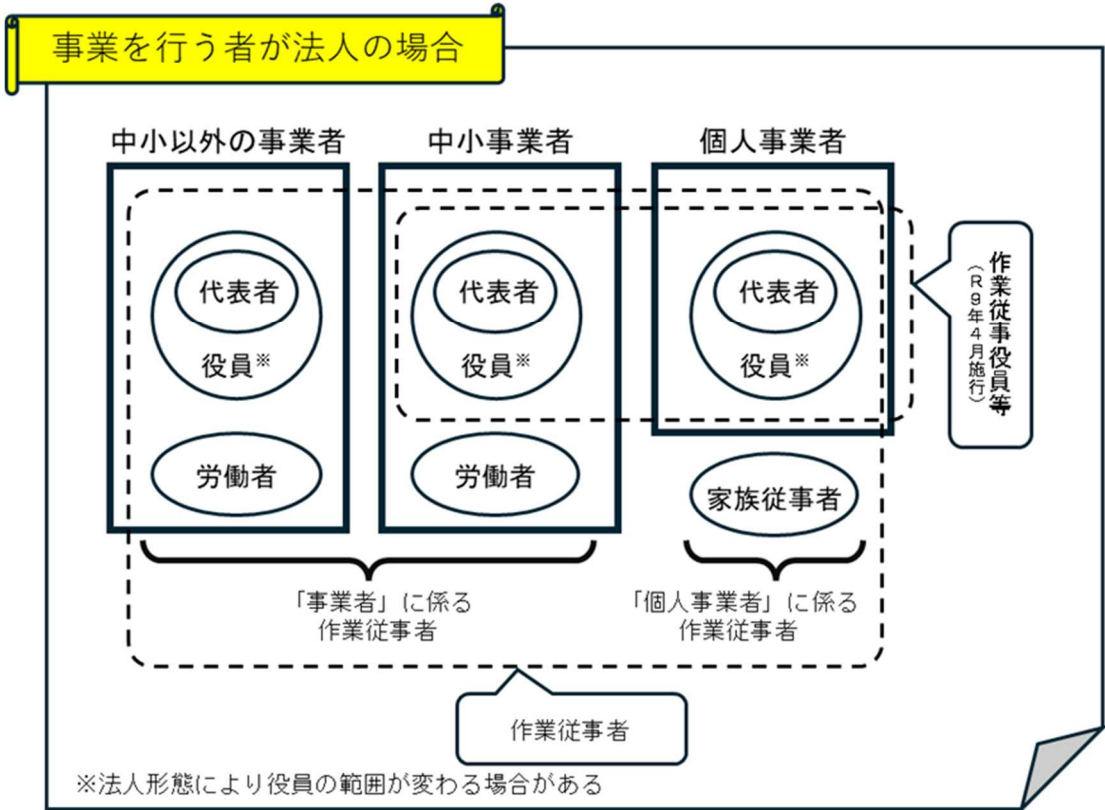 事業を行う者が法人の場合
中小以外の事業者
中小事業者
個人事業者
代表者
役員※
労働者
代表者
役員※
労働者
代表者
役員※
家族従事者
作業従事役員等
（R9年4月施行）
「事業者」に係る
作業従事者
「個人事業者」に係る
作業従事者
作業従事者
※法人形態により役員の範囲が変わる場合がある